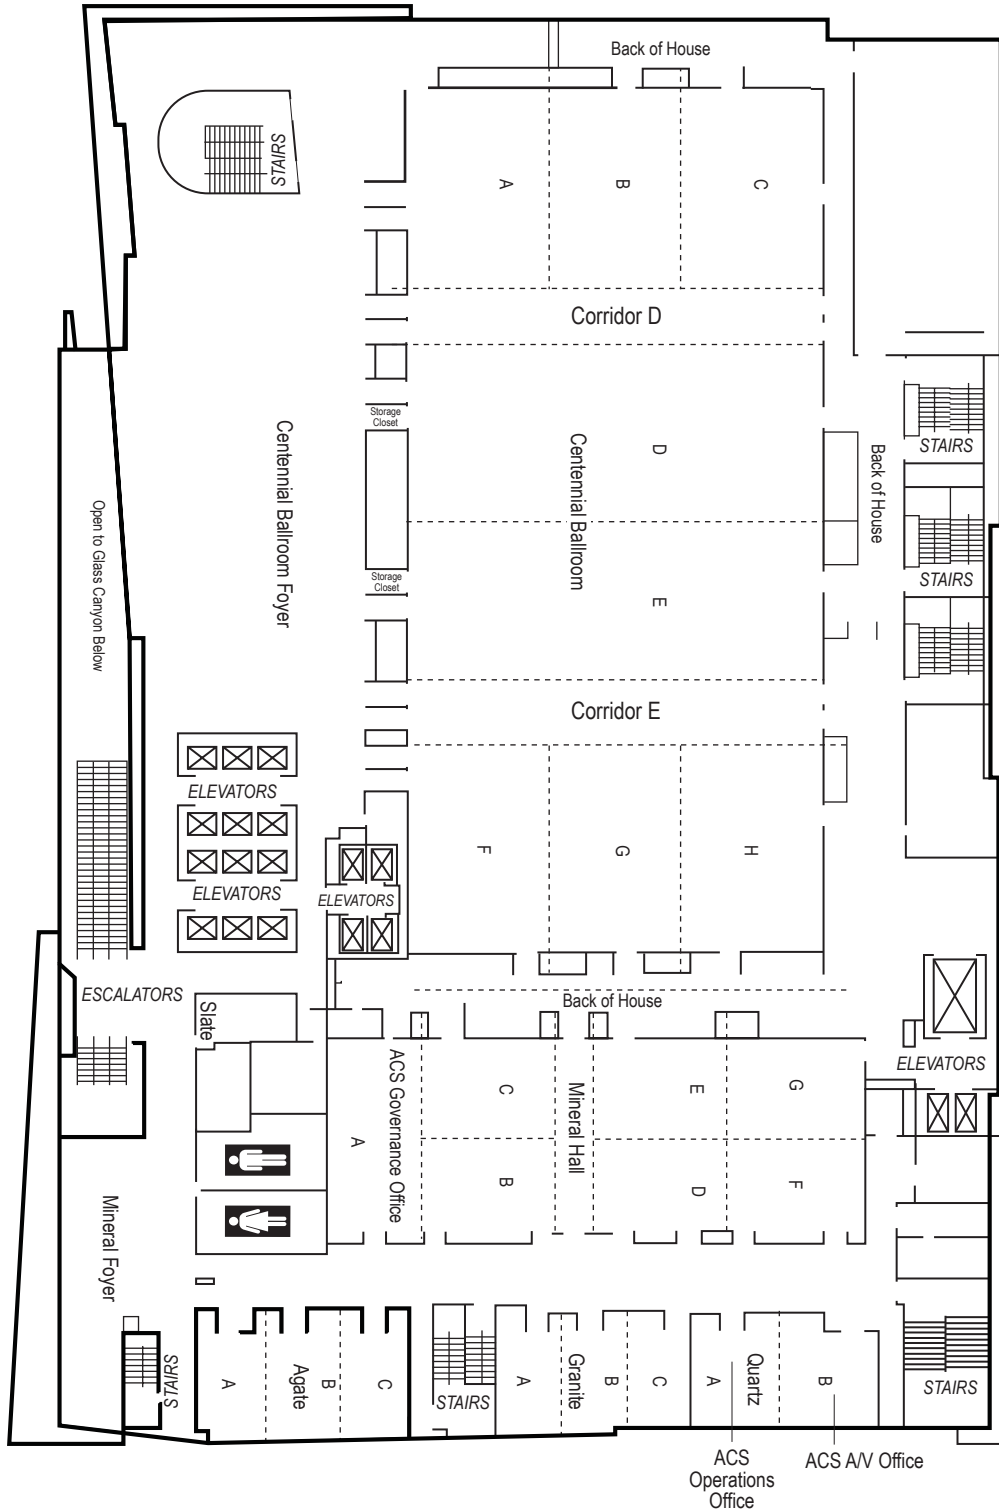 Back of House
STAIRS
A
B
C
Corridor D
Storage
Closet
Centennial Ballroom Foyer
Centennial Ballroom
D
Back of House
STAIRS
Open to Glass Canyon Below
Storage
Closet
E
STAIRS
Corridor E
ELEVATORS
F
G
H
ELEVATORS
ELEVATORS
ESCALATORS
Slate
Back of House
ELEVATORS
ACS Governance Office
A
C
B
Mineral Hall
E
D
G
F
Mineral Foyer
STAIRS
A
Agate
B
C
STAIRS
A
Granite
B
C
A
Quartz
B
STAIRS
ACS
Operations
Office
ACS A/V Office